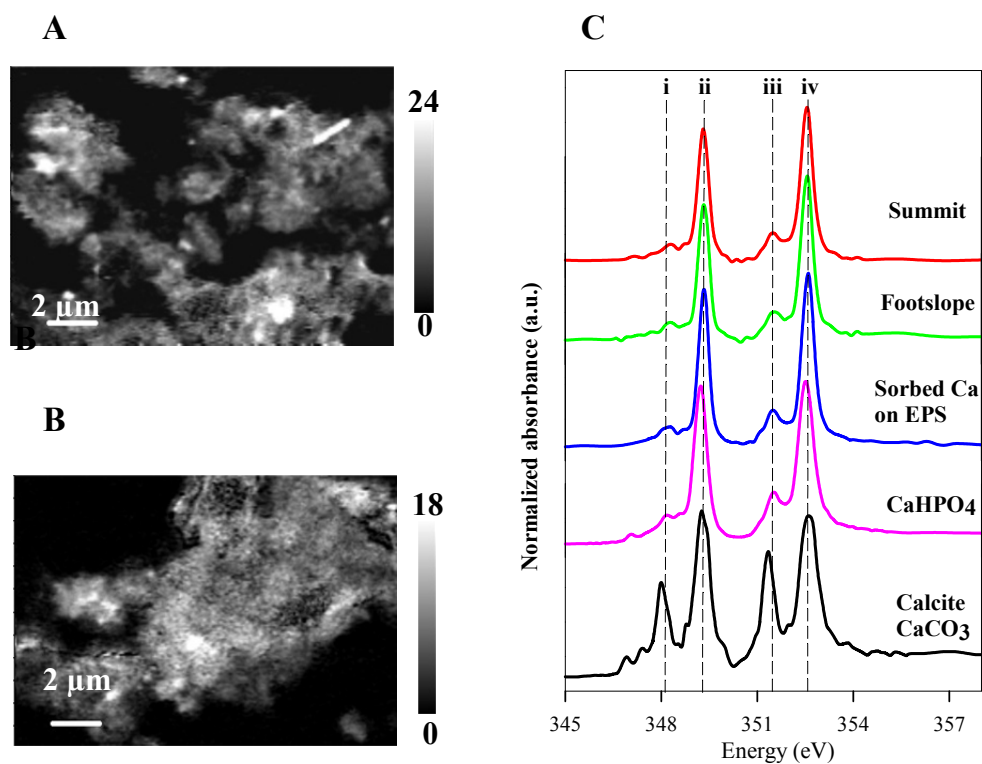 A
24
0
2 µm
B
B
18
0
2 µm
C
i ii iii iv
Summit
Footslope
Sorbed Ca
on EPS
CaHPO4
Calcite
CaCO3
Normalized absorbance (a.u.)
345 348 351 354 357
Energy (eV)